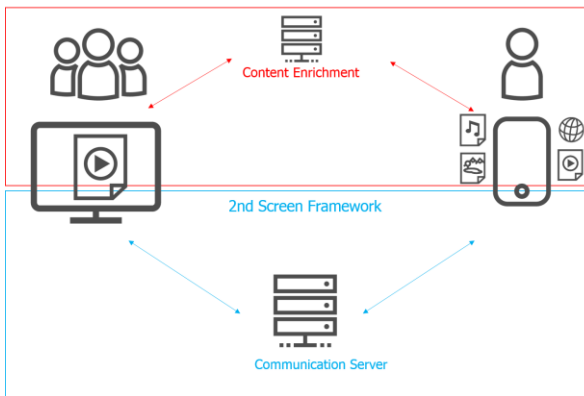 Content Enrichment
2nd Screen Framework
Communication Server